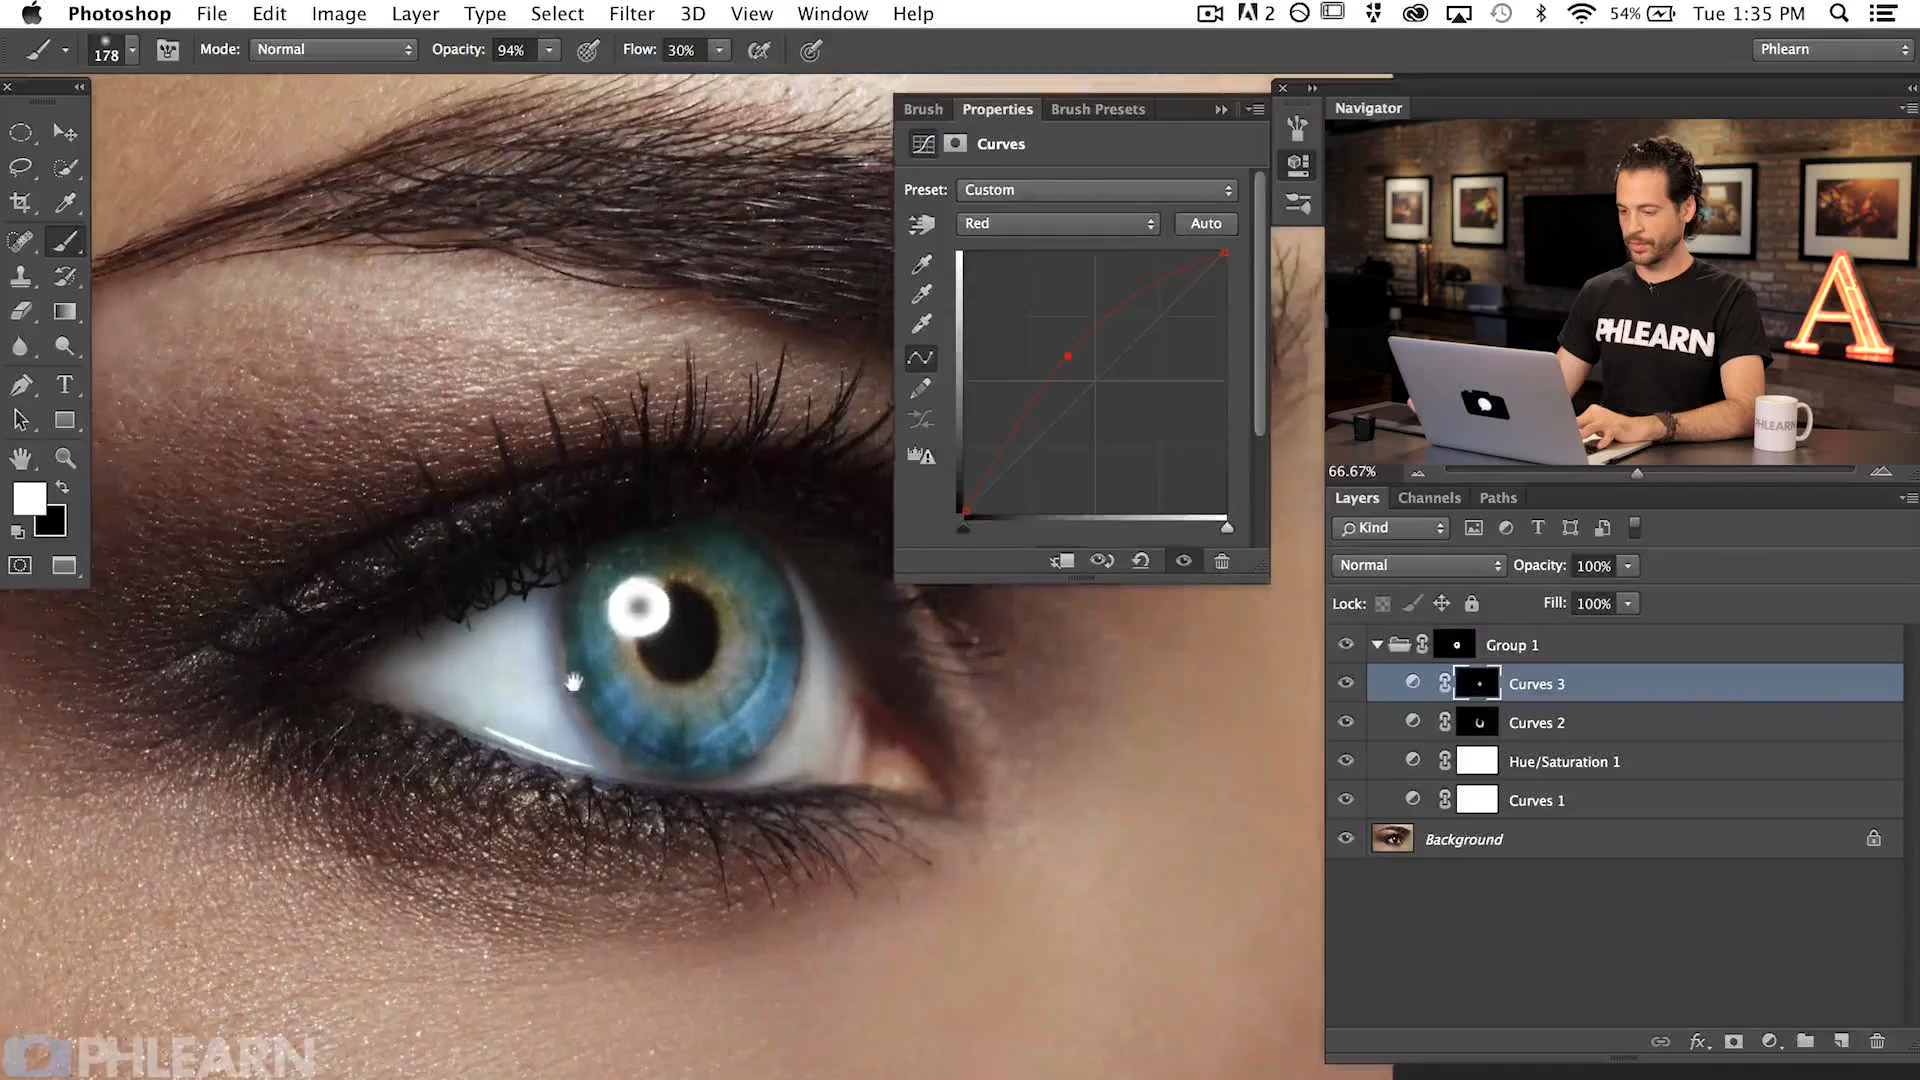 Photoshop File Edit Image Layer Type Select Filter 3D View Window Help 2 54% Tue 1:35 PM
178 Mode: Normal Opacity: 94% Flow: 30% Phlearn
Brush Properties Brush Presets
Curves
Preset: Custom
Red Auto
Navigator
PHLEARN
PHLEARN
A
66.67%
Layers Channels Paths
Kind
Normal Opacity: 100%
Lock: Fill: 100%
Group 1
Curves 3
Curves 2
Hue/Saturation 1
Curves 1
Background
fx
PHLEARN